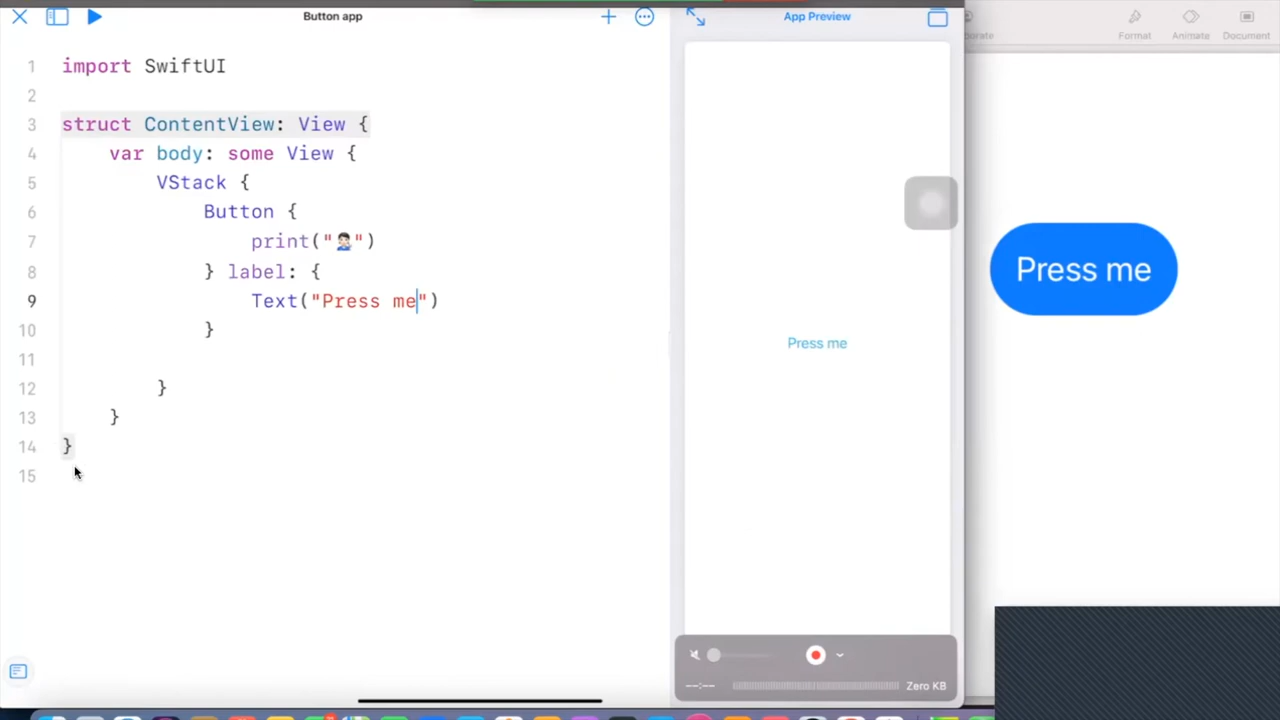 Button app
App Preview
Format
Animate
Document
1 import SwiftUI
2
3 struct ContentView: View {
4 var body: some View {
5 VStack {
6 Button {
7 print("🤦🏻‍♂️")
8 } label: {
9 Text("Press me")
10 }
11
12 }
13 }
14 }
15
Press me
Press me
--:--
Zero KB